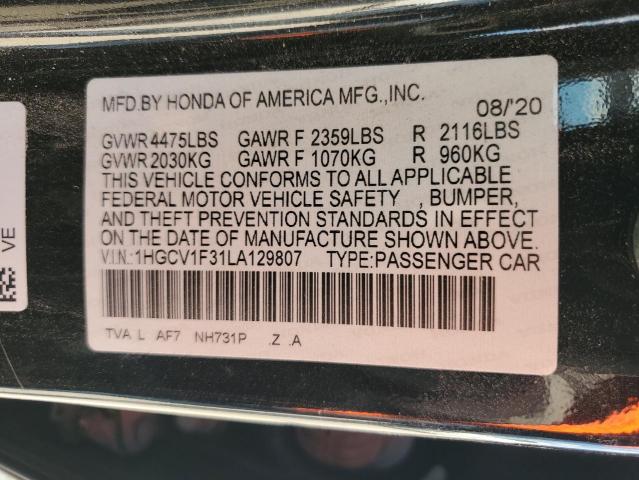 MFD.BY HONDA OF AMERICA MFG.,INC. 08/'20
GVWR 4475LBS GAWR F 2359LBS R 2116LBS
GVWR 2030KG GAWR F 1070KG R 960KG
THIS VEHICLE CONFORMS TO ALL APPLICABLE
FEDERAL MOTOR VEHICLE SAFETY , BUMPER,
AND THEFT PREVENTION STANDARDS IN EFFECT
ON THE DATE OF MANUFACTURE SHOWN ABOVE.
V.I.N.:1HGCV1F31LA129807 TYPE:PASSENGER CAR
TVA L AF7 NH731P .Z .A
VE